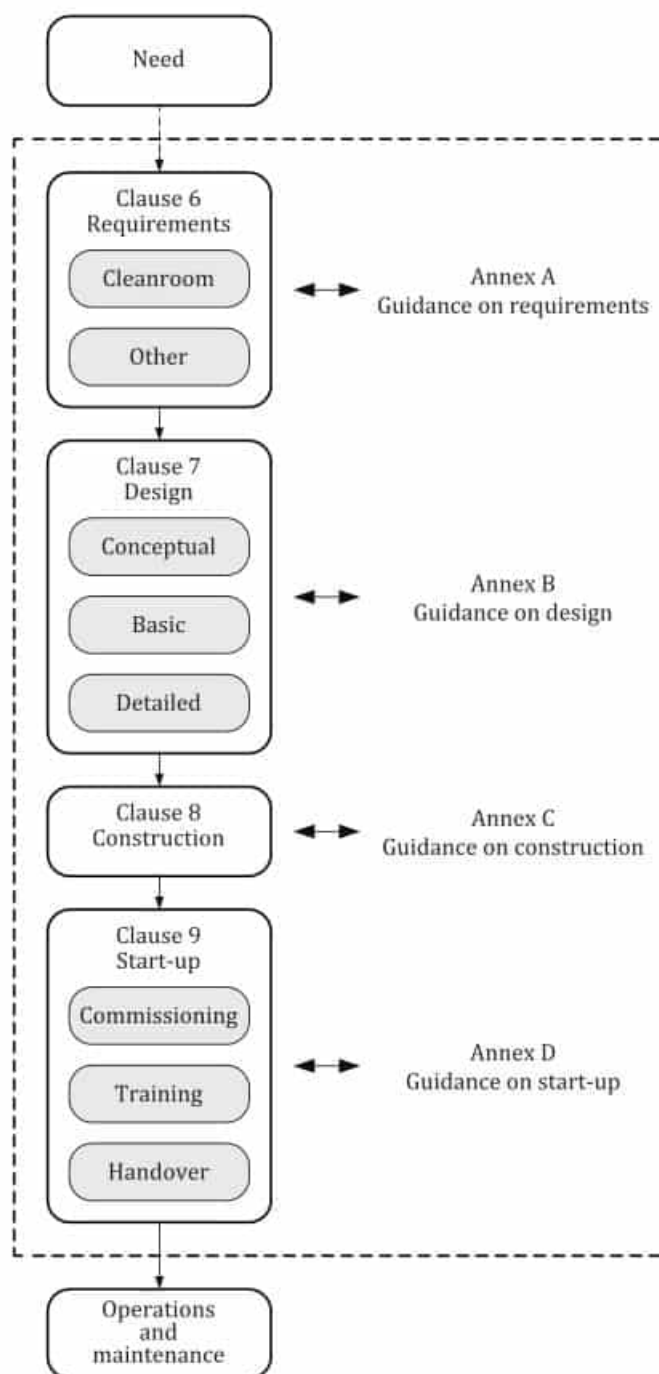 Need
Clause 6
Requirements
Cleanroom
Other
Annex A
Guidance on requirements
Clause 7
Design
Conceptual
Basic
Detailed
Annex B
Guidance on design
Clause 8
Construction
Annex C
Guidance on construction
Clause 9
Start-up
Commissioning
Training
Handover
Annex D
Guidance on start-up
Operations
and
maintenance